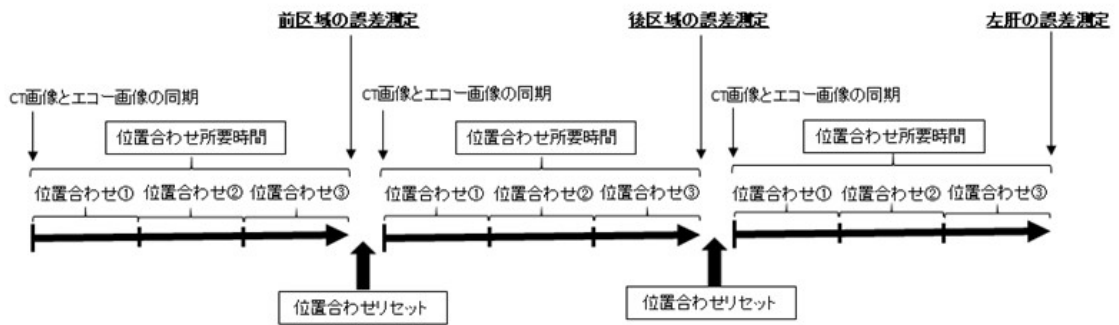 前区域の誤差測定
後区域の誤差測定
左肝の誤差測定
CT画像とエコー画像の同期
CT画像とエコー画像の同期
CT画像とエコー画像の同期
位置合わせ所要時間
位置合わせ所要時間
位置合わせ所要時間
位置合わせ① 位置合わせ② 位置合わせ③
位置合わせ① 位置合わせ② 位置合わせ③
位置合わせ① 位置合わせ② 位置合わせ③
位置合わせリセット
位置合わせリセット